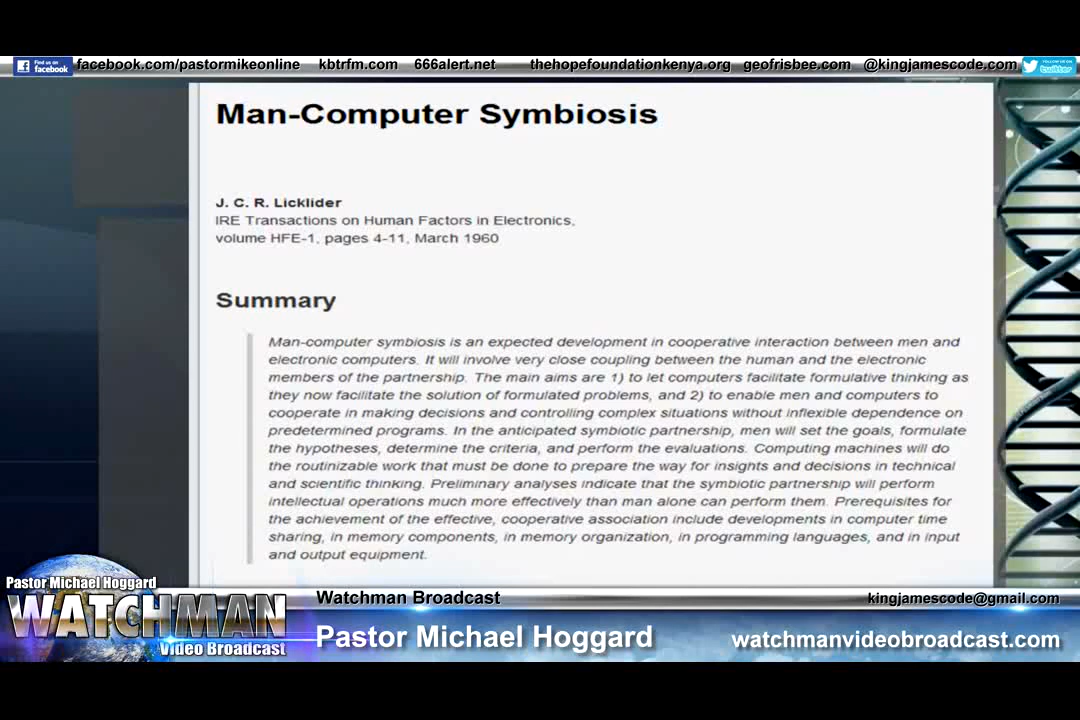 Find us on facebook facebook.com/pastormikeonline kbtrfm.com 666alert.net thehopefoundationkenya.org geofrisbee.com @kingjamescode.com FOLLOW US ON twitter
Man-Computer Symbiosis
J. C. R. Licklider
IRE Transactions on Human Factors in Electronics,
volume HFE-1, pages 4-11, March 1960
Summary
Man-computer symbiosis is an expected development in cooperative interaction between men and
electronic computers. It will involve very close coupling between the human and the electronic
members of the partnership. The main aims are 1) to let computers facilitate formulative thinking as
they now facilitate the solution of formulated problems, and 2) to enable men and computers to
cooperate in making decisions and controlling complex situations without inflexible dependence on
predetermined programs. In the anticipated symbiotic partnership, men will set the goals, formulate
the hypotheses, determine the criteria, and perform the evaluations. Computing machines will do
the routinizable work that must be done to prepare the way for insights and decisions in technical
and scientific thinking. Preliminary analyses indicate that the symbiotic partnership will perform
intellectual operations much more effectively than man alone can perform them. Prerequisites for
the achievement of the effective, cooperative association include developments in computer time
sharing, in memory components, in memory organization, in programming languages, and in input
and output equipment.
Pastor Michael Hoggard
WATCHMAN
Video Broadcast
Watchman Broadcast kingjamescode@gmail.com
Pastor Michael Hoggard watchmanvideobroadcast.com